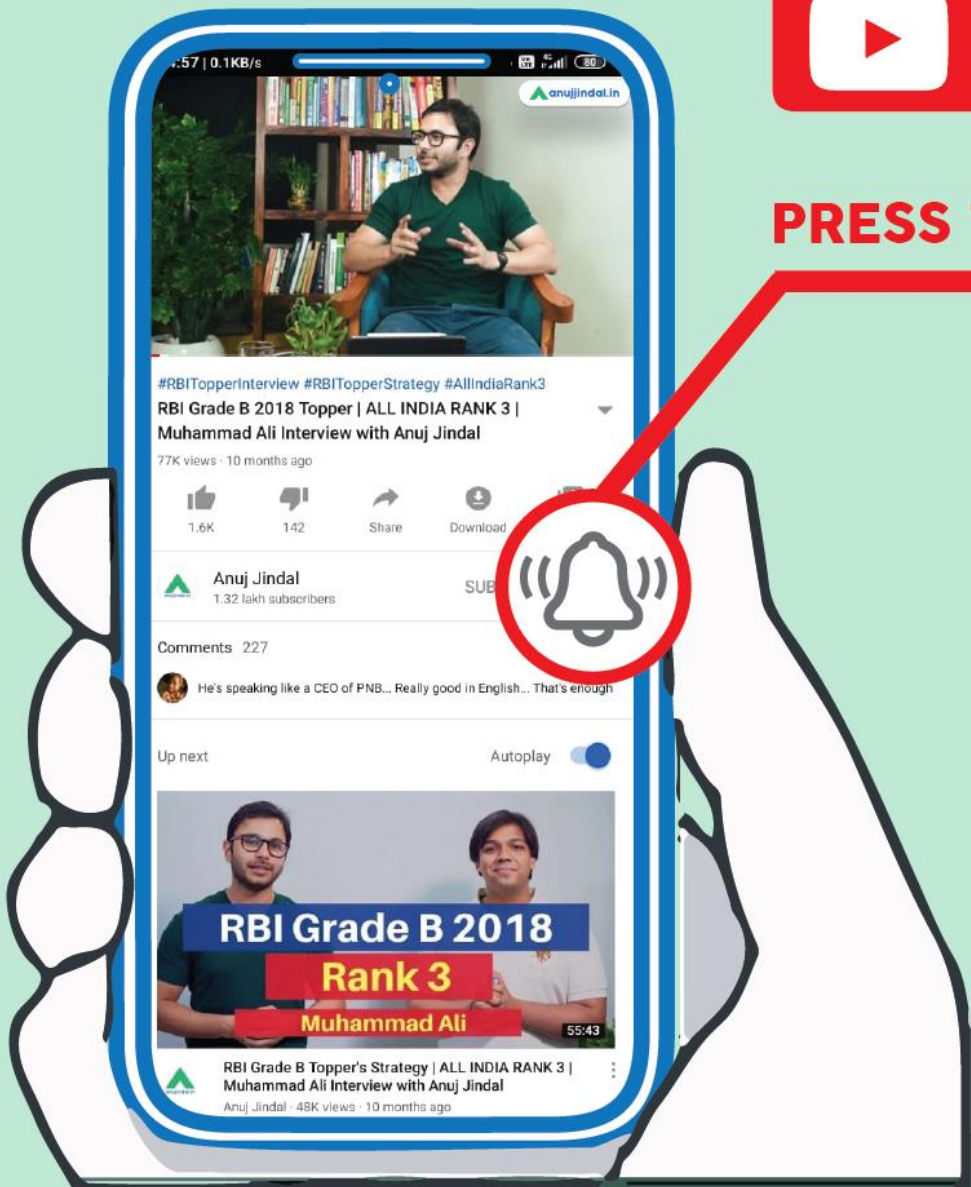 :57 | 0.1KB/s
Vo LTE 4G 80
anujjindal.in
PRESS
#RBITopperInterview #RBITopperStrategy #AllIndiaRank3
RBI Grade B 2018 Topper | ALL INDIA RANK 3 |
Muhammad Ali Interview with Anuj Jindal
77K views · 10 months ago
1.6K 142 Share Download
Anuj Jindal
SUB
1.32 lakh subscribers
Comments 227
He's speaking like a CEO of PNB... Really good in English... That's enough
Up next Autoplay
RBI Grade B 2018
Rank 3
Muhammad Ali
55:43
RBI Grade B Topper's Strategy | ALL INDIA RANK 3 |
Muhammad Ali Interview with Anuj Jindal
Anuj Jindal · 48K views · 10 months ago